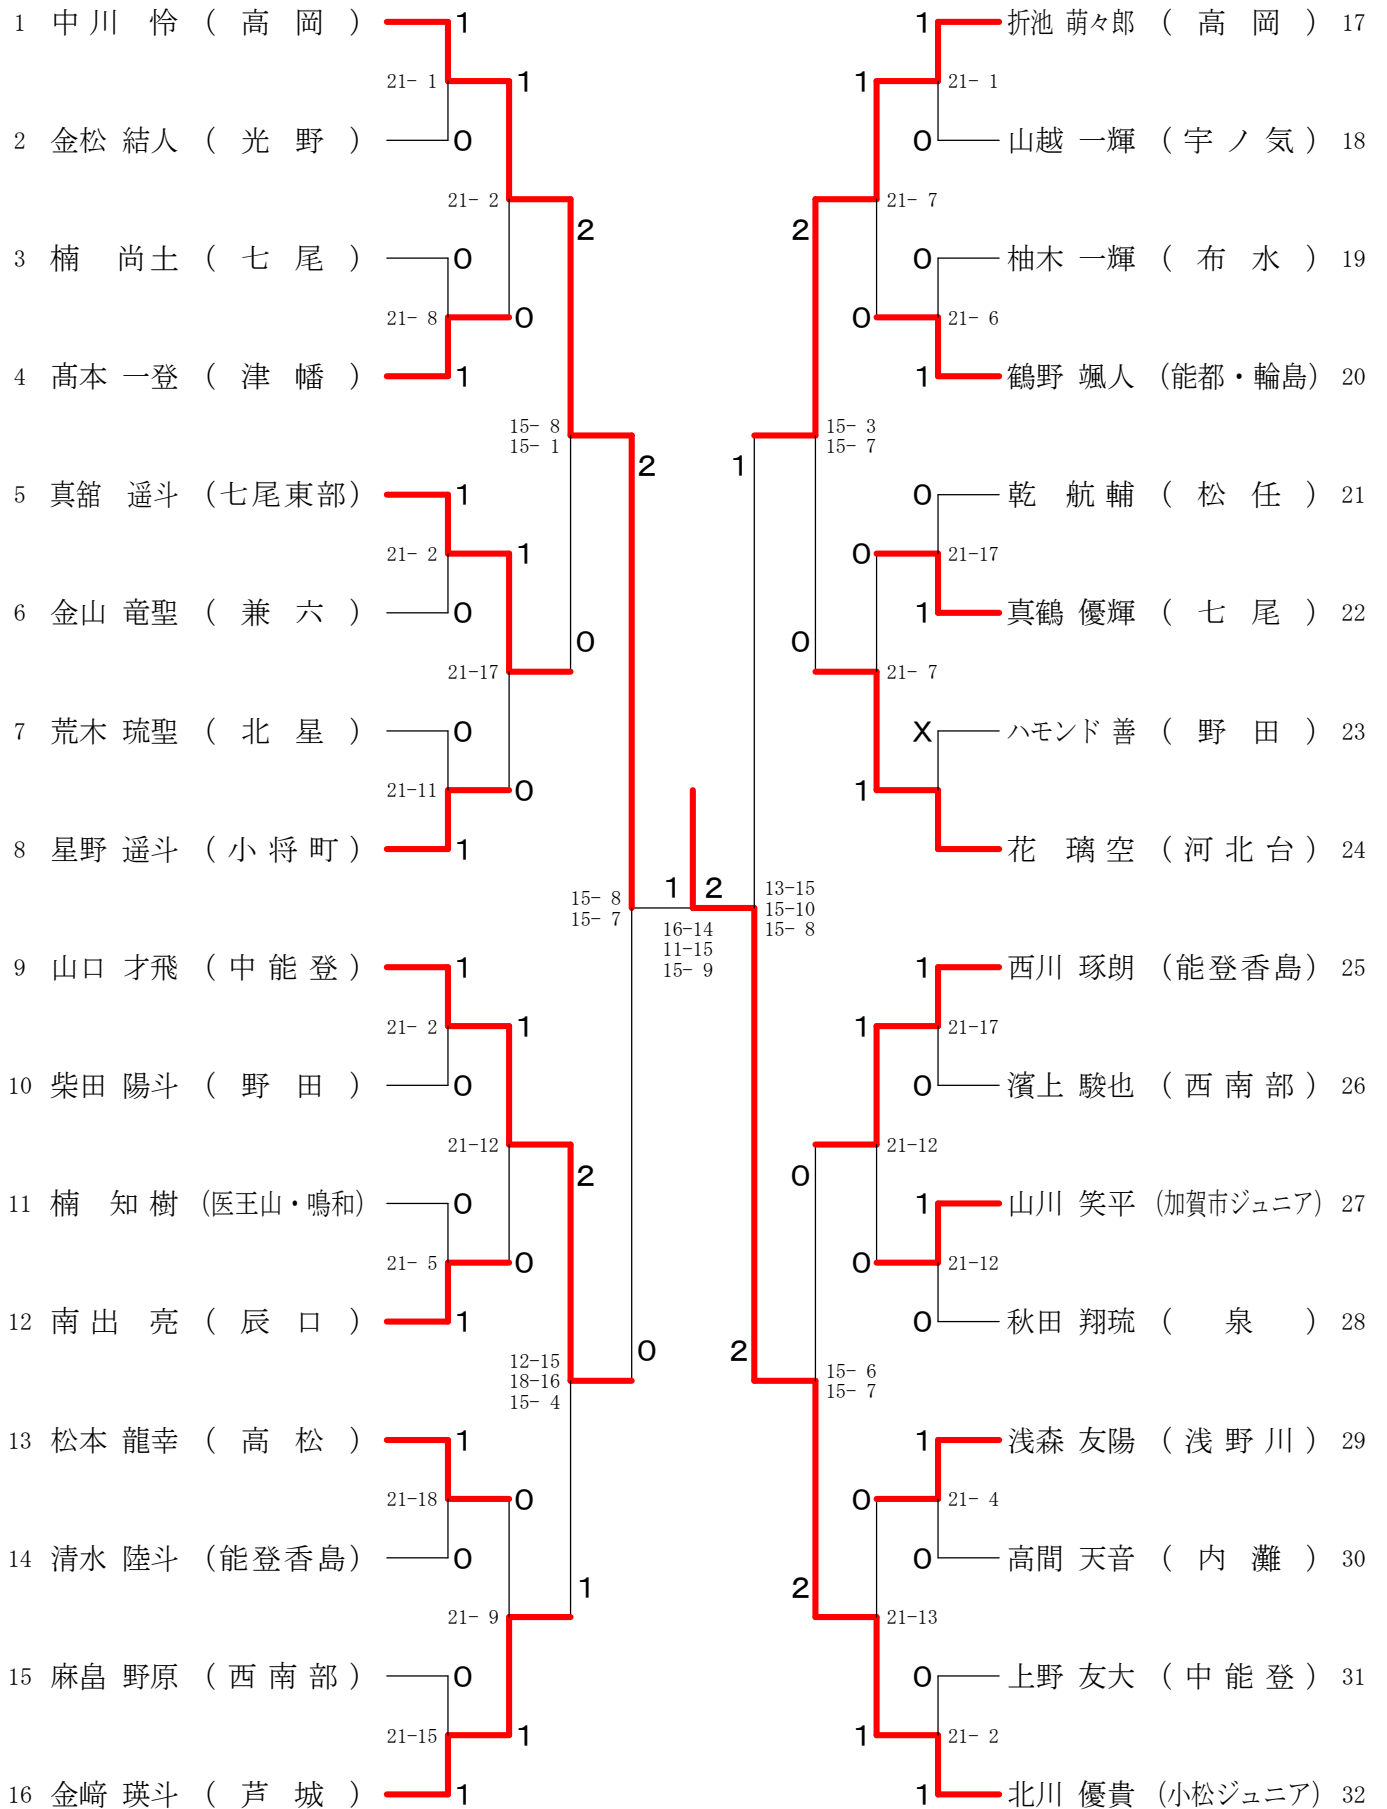 1 中川 怜 ( 高 岡 ) 1 1 折池 萌々郎 ( 高 岡 ) 17
21- 1 1 1 21- 1
2 金松 結人 ( 光 野 ) 0 0 山越 一輝 ( 宇ノ気 ) 18
21- 2 2 2 21- 7
3 楠 尚土 ( 七 尾 ) 0 0 柚木 一輝 ( 布 水 ) 19
21- 8 0 0 21- 6
4 髙本 一登 ( 津 幡 ) 1 1 鶴野 颯人 (能都・輪島) 20
15- 8 15- 3
15- 1 2 1 15- 7
5 真舘 遥斗 (七尾東部) 1 0 乾 航輔 ( 松 任 ) 21
21- 2 1 0 21-17
6 金山 竜聖 ( 兼 六 ) 0 1 真鶴 優輝 ( 七 尾 ) 22
21-17 0 0 21- 7
7 荒木 琉聖 ( 北 星 ) 0 X ハモンド 善 ( 野 田 ) 23
21-11 0 1
8 星野 遥斗 ( 小将町 ) 1 花 璃空 ( 河北台 ) 24
15- 8 1 2 13-15
15- 7 15-10
16-14 15- 8
11-15
15- 9
9 山口 才飛 ( 中能登 ) 1 1 西川 琢朗 (能登香島) 25
21- 2 1 1 21-17
10 柴田 陽斗 ( 野 田 ) 0 0 濱上 駿也 ( 西南部 ) 26
21-12 2 0 21-12
11 楠 知樹 (医王山・鳴和) 0 1 山川 笑平 (加賀市ジュニア) 27
21- 5 0 0 21-12
12 南出 亮 ( 辰 口 ) 1 0 秋田 翔琉 ( 泉 ) 28
12-15 0 2 15- 6
18-16 15- 7
15- 4
13 松本 龍幸 ( 高 松 ) 1 1 浅森 友陽 ( 浅野川 ) 29
21-18 0 0 21- 4
14 清水 陸斗 (能登香島) 0 0 高間 天音 ( 内 灘 ) 30
21- 9 1 2 21-13
15 麻畠 野原 ( 西南部 ) 0 0 上野 友大 ( 中能登 ) 31
21-15 1 1 21- 2
16 金﨑 瑛斗 ( 芦 城 ) 1 1 北川 優貴 (小松ジュニア) 32